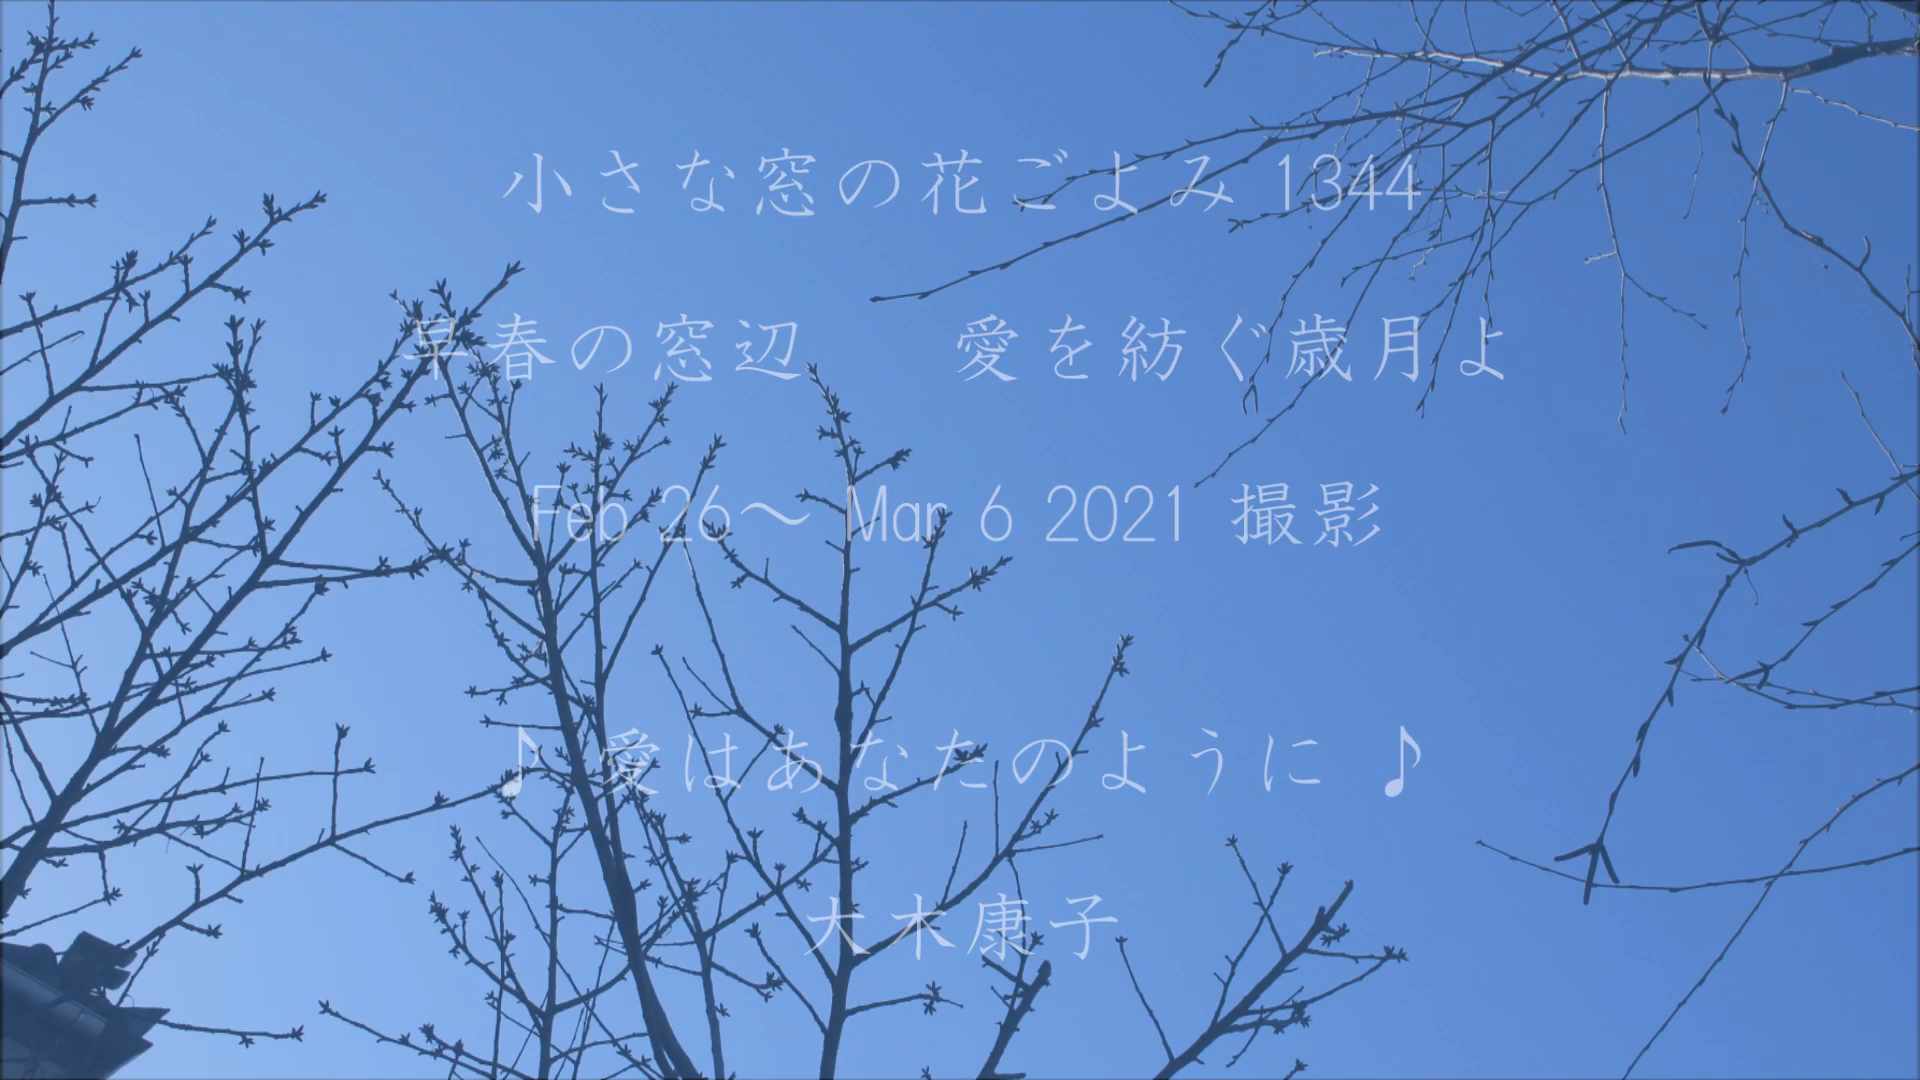 小さな窓の花ごよみ 1344
早春の窓辺　　愛を紡ぐ歳月よ
Feb 26～ Mar 6 2021 撮影
♪ 愛はあなたのように ♪
大木康子